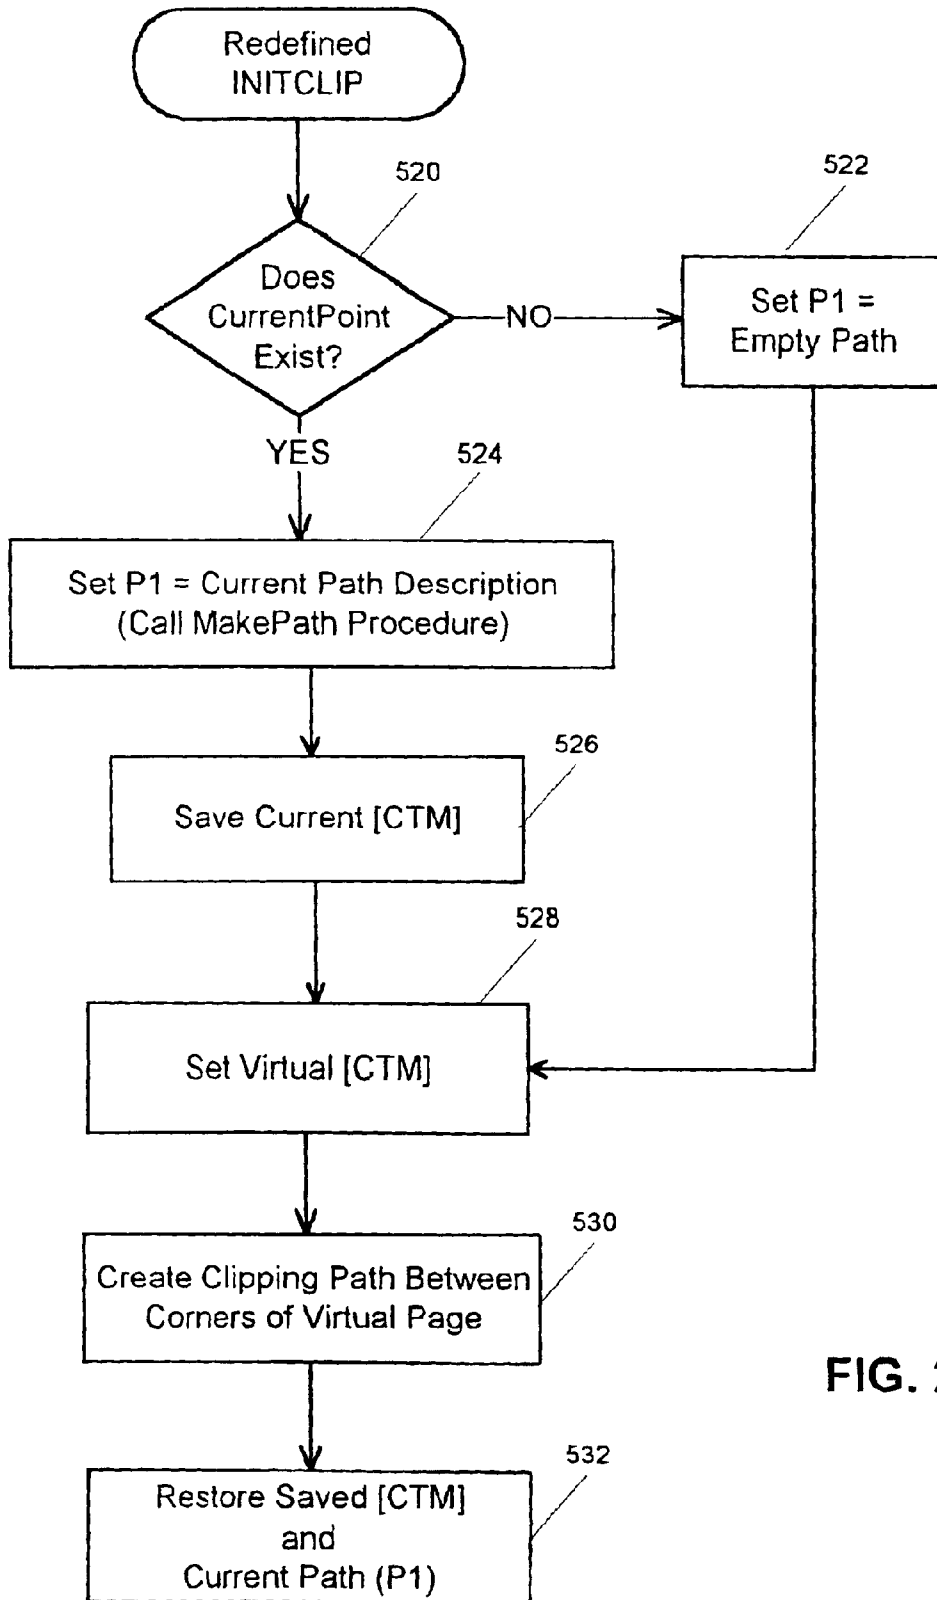 Redefined
INITCLIP
520
522
Does
CurrentPoint
Exist?
NO
Set P1 =
Empty Path
YES
524
Set P1 = Current Path Description
(Call MakePath Procedure)
526
Save Current [CTM]
528
Set Virtual [CTM]
530
Create Clipping Path Between
Corners of Virtual Page
FIG.
532
Restore Saved [CTM]
and
Current Path (P1)